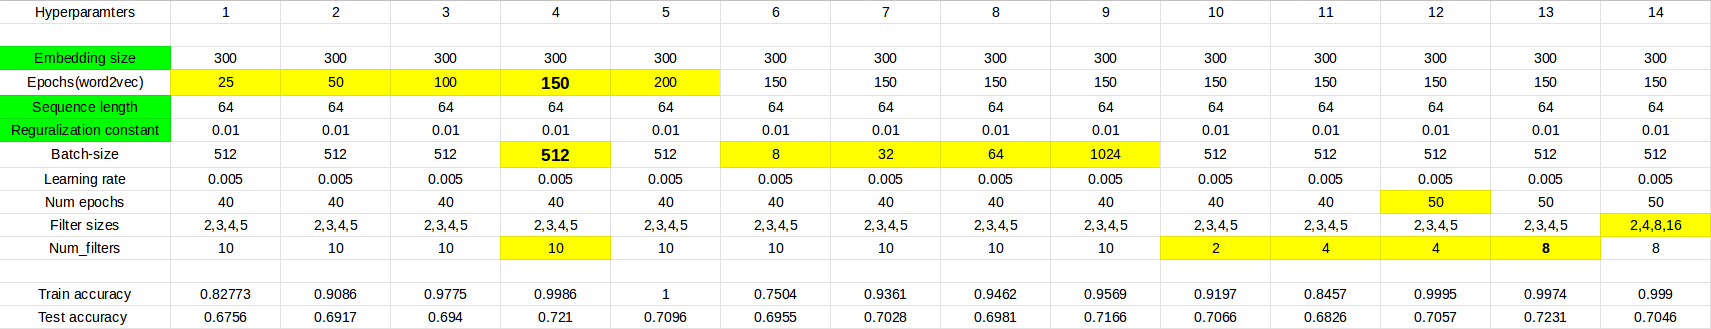 Hyperparamters 1 2 3 4 5 6 7 8 9 10 11 12 13 14
Embedding size 300 300 300 300 300 300 300 300 300 300 300 300 300 300
Epochs(word2vec) 25 50 100 150 200 150 150 150 150 150 150 150 150 150
Sequence length 64 64 64 64 64 64 64 64 64 64 64 64 64 64
Reguralization constant 0.01 0.01 0.01 0.01 0.01 0.01 0.01 0.01 0.01 0.01 0.01 0.01 0.01 0.01
Batch-size 512 512 512 512 512 8 32 64 1024 512 512 512 512 512
Learning rate 0.005 0.005 0.005 0.005 0.005 0.005 0.005 0.005 0.005 0.005 0.005 0.005 0.005 0.005
Num epochs 40 40 40 40 40 40 40 40 40 40 40 50 50 50
Filter sizes 2,3,4,5 2,3,4,5 2,3,4,5 2,3,4,5 2,3,4,5 2,3,4,5 2,3,4,5 2,3,4,5 2,3,4,5 2,3,4,5 2,3,4,5 2,3,4,5 2,3,4,5 2,4,8,16
Num_filters 10 10 10 10 10 10 10 10 10 2 4 4 8 8
Train accuracy 0.82773 0.9086 0.9775 0.9986 1 0.7504 0.9361 0.9462 0.9569 0.9197 0.8457 0.9995 0.9974 0.999
Test accuracy 0.6756 0.6917 0.694 0.721 0.7096 0.6955 0.7028 0.6981 0.7166 0.7066 0.6826 0.7057 0.7231 0.7046